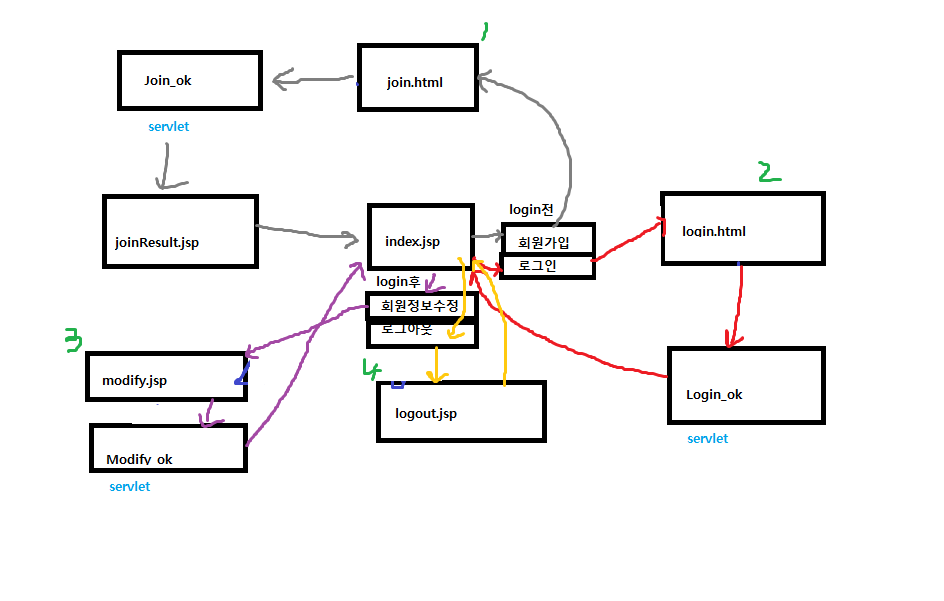 1
Join_ok
join.html
servlet
2
login전
joinResult.jsp
index.jsp
회원가입
로그인
login.html
login후
회원정보수정
로그아웃
3
modify.jsp
4
logout.jsp
Login_ok
servlet
Modify_ok
servlet